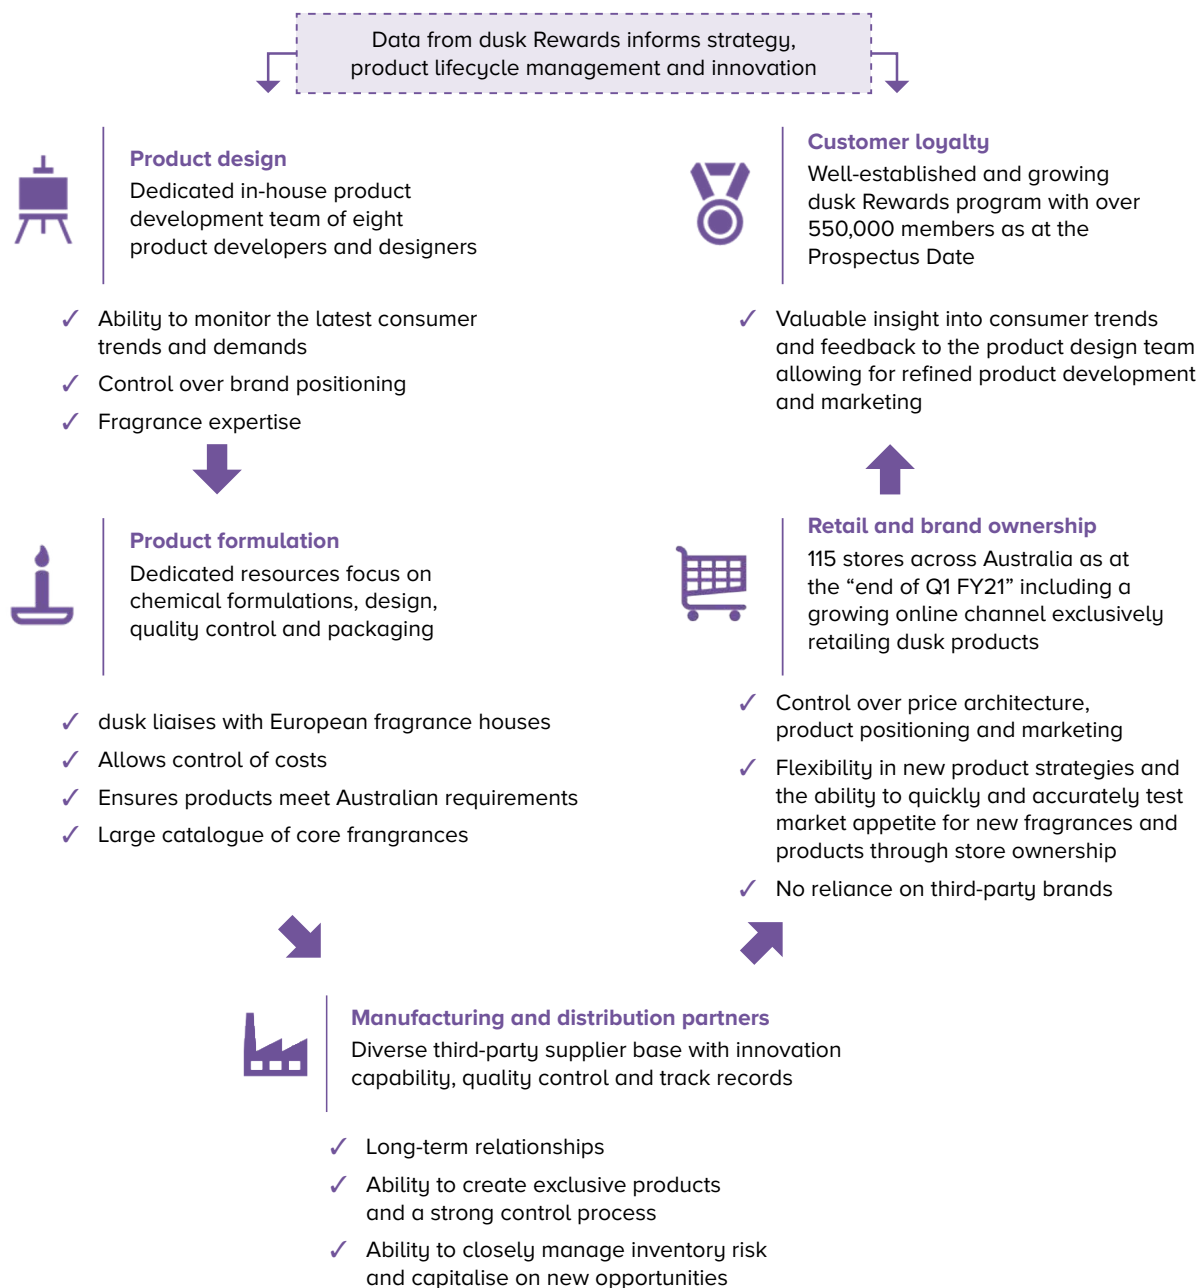 Data from dusk Rewards informs strategy,
product lifecycle management and innovation
Product design
Dedicated in-house product
development team of eight
product developers and designers
✓ Ability to monitor the latest consumer
trends and demands
✓ Control over brand positioning
✓ Fragrance expertise
Product formulation
Dedicated resources focus on
chemical formulations, design,
quality control and packaging
✓ dusk liaises with European fragrance houses
✓ Allows control of costs
✓ Ensures products meet Australian requirements
✓ Large catalogue of core frangrances
Manufacturing and distribution partners
Diverse third-party supplier base with innovation
capability, quality control and track records
✓ Long-term relationships
✓ Ability to create exclusive products
and a strong control process
✓ Ability to closely manage inventory risk
and capitalise on new opportunities
Retail and brand ownership
115 stores across Australia as at
the “end of Q1 FY21” including a
growing online channel exclusively
retailing dusk products
✓ Control over price architecture,
product positioning and marketing
✓ Flexibility in new product strategies and
the ability to quickly and accurately test
market appetite for new fragrances and
products through store ownership
✓ No reliance on third-party brands
Customer loyalty
Well-established and growing
dusk Rewards program with over
550,000 members as at the
Prospectus Date
✓ Valuable insight into consumer trends
and feedback to the product design team
allowing for refined product development
and marketing